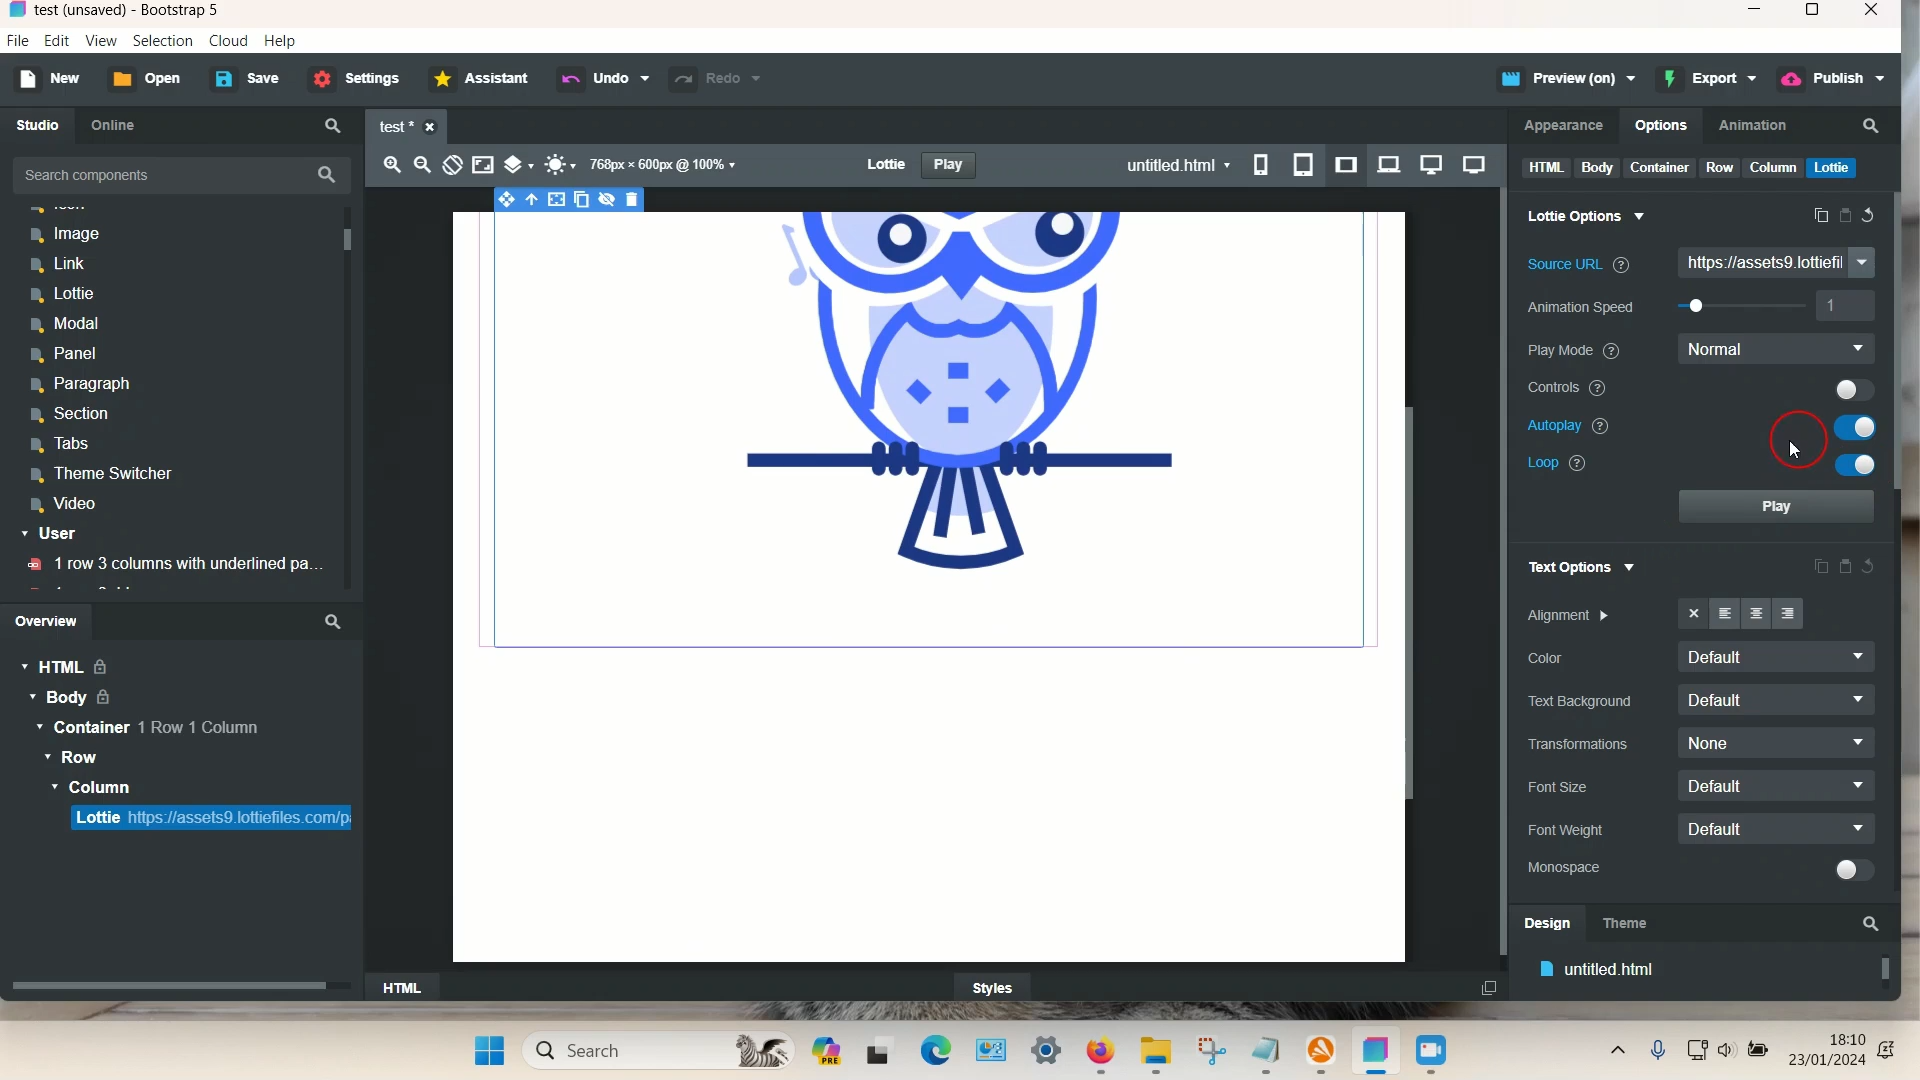 test (unsaved) - Bootstrap 5
File Edit View Selection Cloud Help
New Open Save Settings Assistant Undo Redo Preview (on) Export Publish
Studio Online
test *
Appearance Options Animation
Search components
768px × 600px @ 100%
Lottie Play
untitled.html
HTML Body Container Row Column Lottie
Image
Link
Lottie
Modal
Panel
Paragraph
Section
Tabs
Theme Switcher
Video
User
1 row 3 columns with underlined pa...
Overview
HTML
Body
Container 1 Row 1 Column
Row
Column
Lottie https://assets9.lottiefiles.com/pa
HTML
Styles
Lottie Options
Source URL ? https://assets9.lottiefil
Animation Speed 1
Play Mode ? Normal
Controls ?
Autoplay ?
Loop ?
Play
Text Options
Alignment
Color Default
Text Background Default
Transformations None
Font Size Default
Font Weight Default
Monospace
Design Theme
untitled.html
Search
PRE
18:10
23/01/2024